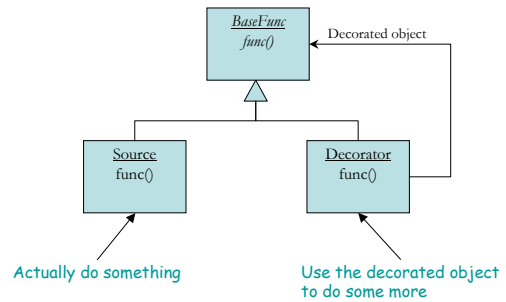 BaseFunc
func()
Decorated object
Source
func()
Decorator
func()
Actually do something
Use the decorated object
to do some more